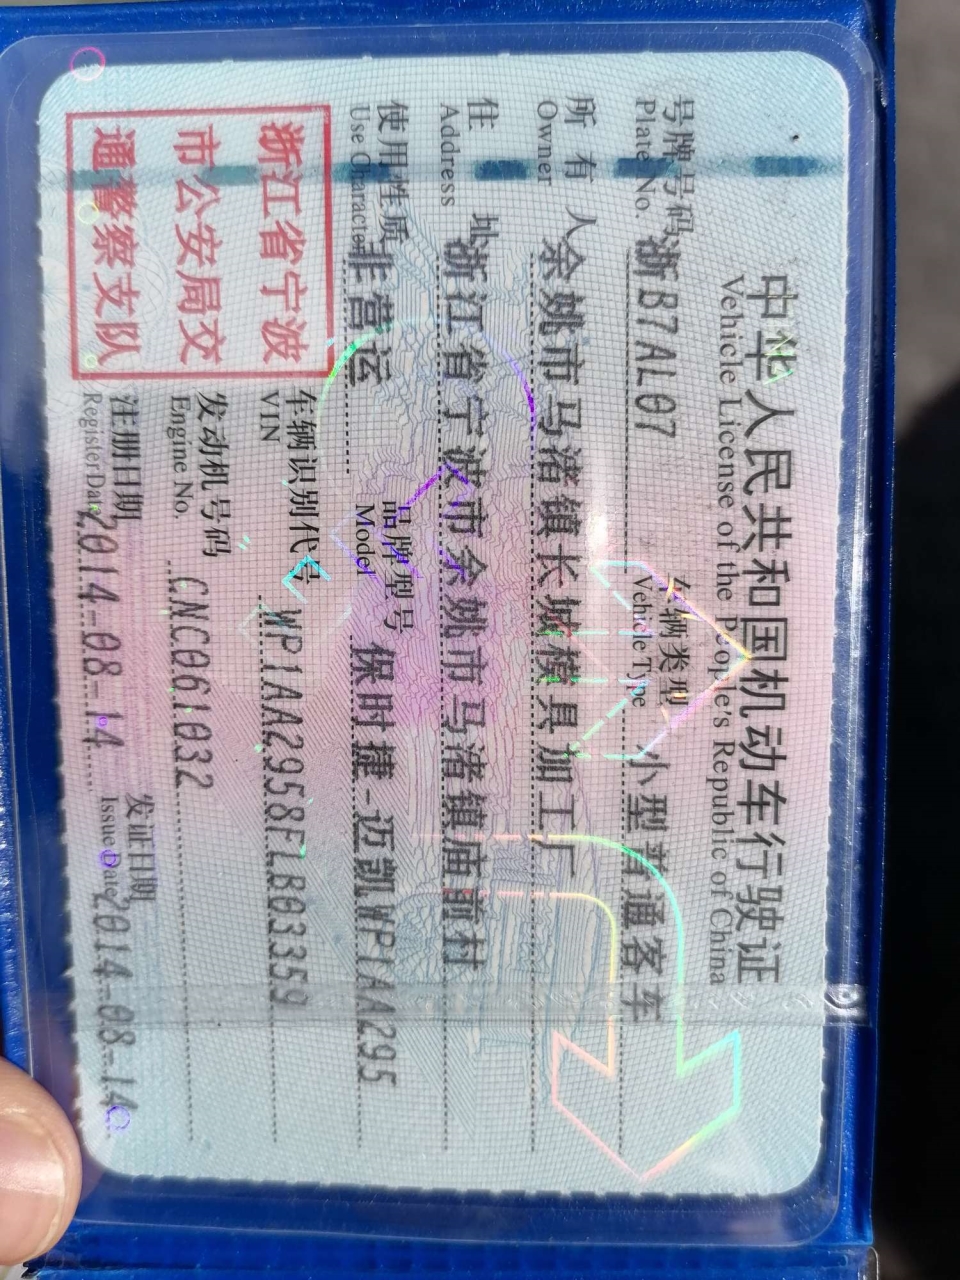 中华人民共和国机动车行驶证
Vehicle License of the People's Republic of China
号牌号码 浙B7AL07 车辆类型 小型普通客车
Plate No. Vehicle Type
所有人 余姚市马渚镇长城模具加工厂
Owner
住址 浙江省宁波市余姚市马渚镇庙前村
Address
使用性质 非营运 品牌型号 保时捷-迈凯WP1AA295
Use Character Model
浙江省宁波
市公安局交
通警察支队
车辆识别代号 WP1AA2958FLB03359
VIN
发动机号码 CNC061032
Engine No.
注册日期 2014-08-14 发证日期 2014-08-14
Register Date Issue Date